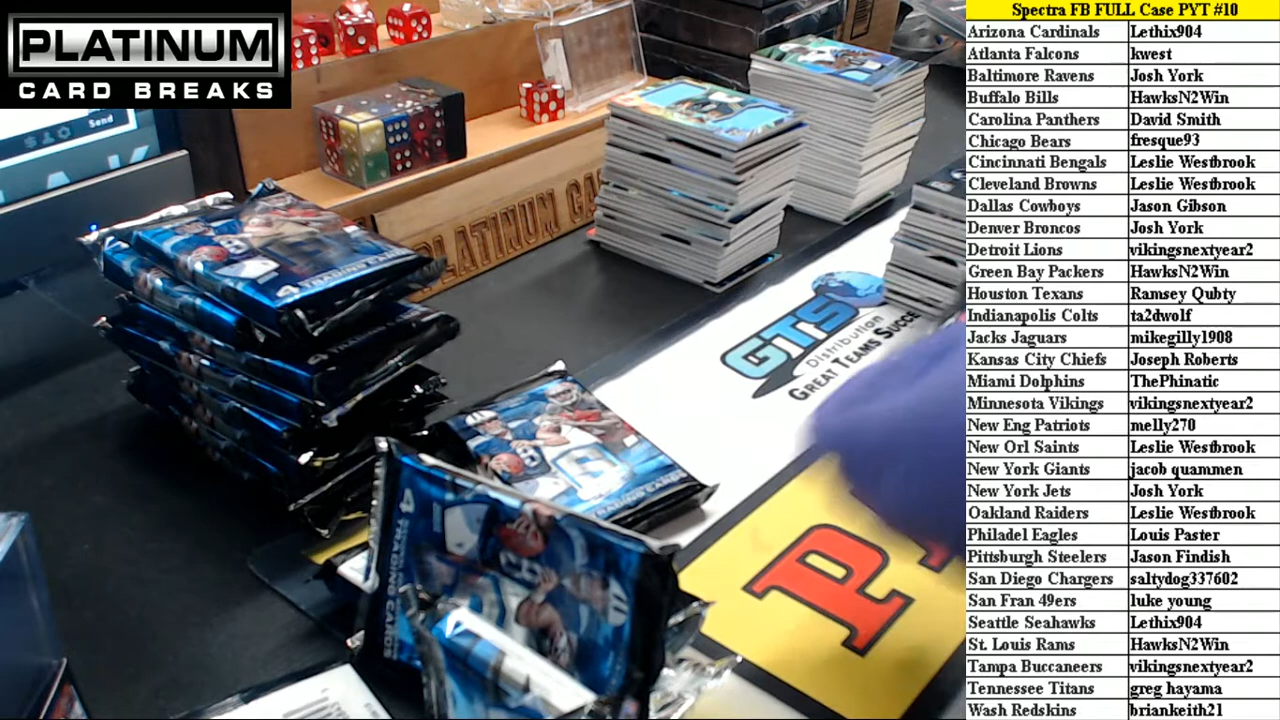 PLATINUM
CARD BREAKS
Send
PLATINUM CA
GTS
Distribution
GREAT TEAMS SUCCE
4 TRADING CARDS
4
TRADING CARDS
4 TRADING CARDS
P
Spectra FB FULL Case PYT #10
Arizona Cardinals Lethix904
Atlanta Falcons kwest
Baltimore Ravens Josh York
Buffalo Bills HawksN2Win
Carolina Panthers David Smith
Chicago Bears fresque93
Cincinnati Bengals Leslie Westbrook
Cleveland Browns Leslie Westbrook
Dallas Cowboys Jason Gibson
Denver Broncos Josh York
Detroit Lions vikingsnextyear2
Green Bay Packers HawksN2Win
Houston Texans Ramsey Qubty
Indianapolis Colts ta2dwolf
Jacks Jaguars mikegilly1908
Kansas City Chiefs Joseph Roberts
Miami Dolphins ThePhinatic
Minnesota Vikings vikingsnextyear2
New Eng Patriots melly270
New Orl Saints Leslie Westbrook
New York Giants jacob quammen
New York Jets Josh York
Oakland Raiders Leslie Westbrook
Philadel Eagles Louis Paster
Pittsburgh Steelers Jason Findish
San Diego Chargers saltydog337602
San Fran 49ers luke young
Seattle Seahawks Lethix904
St. Louis Rams HawksN2Win
Tampa Buccaneers vikingsnextyear2
Tennessee Titans greg hayama
Wash Redskins briankeith21